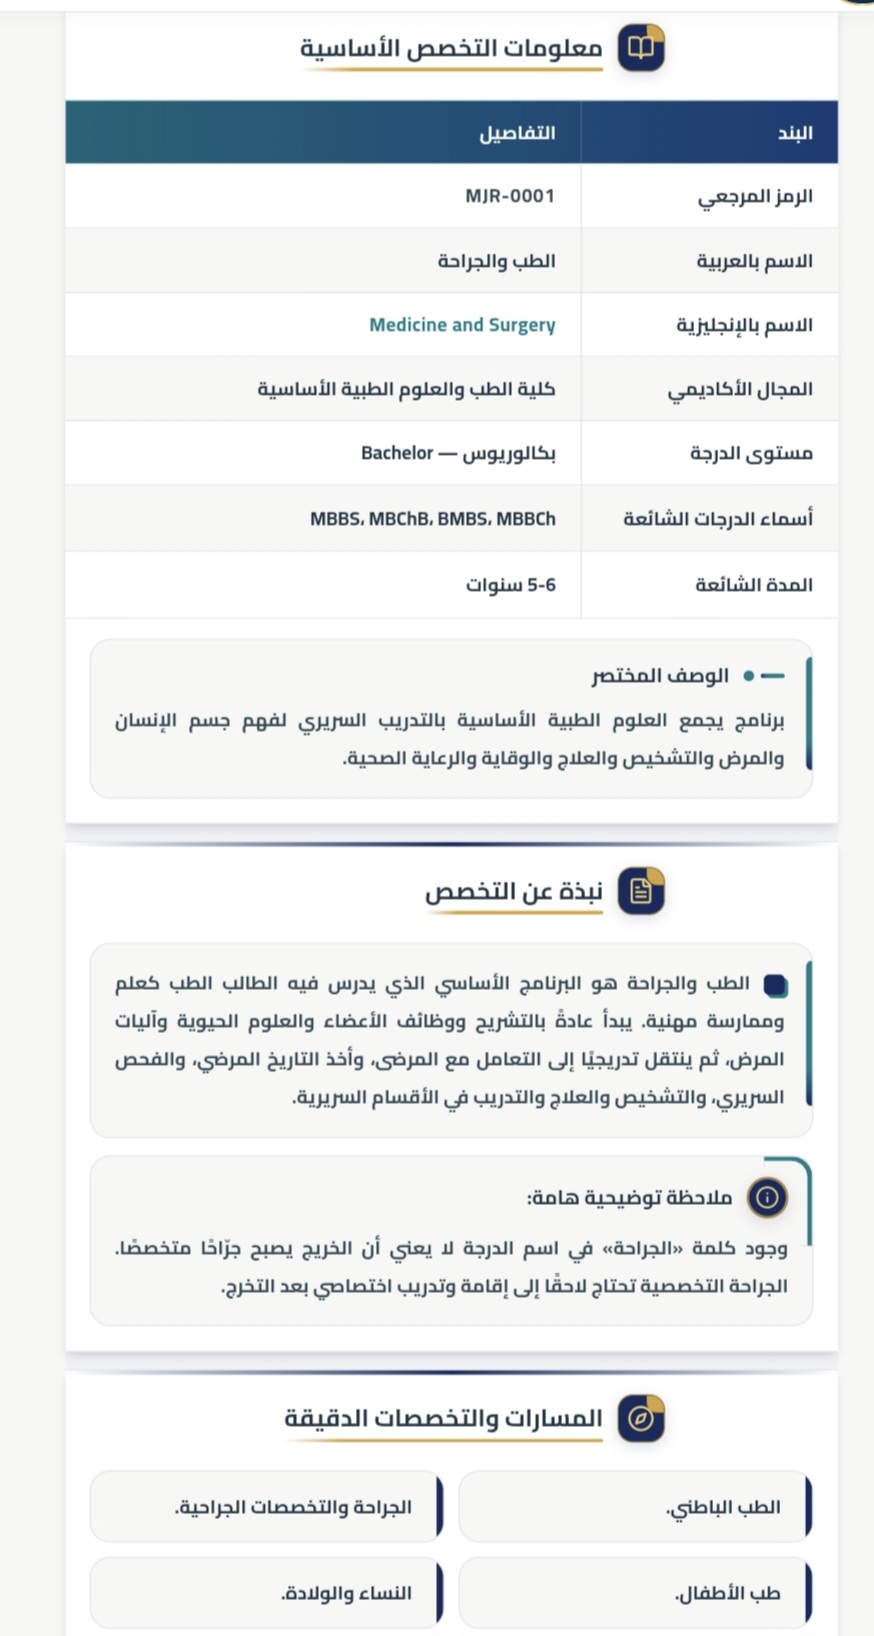 معلومات التخصص الأساسية
البند التفاصيل
الرمز المرجعي MJR-0001
الاسم بالعربية الطب والجراحة
الاسم بالإنجليزية Medicine and Surgery
المجال الأكاديمي كلية الطب والعلوم الطبية الأساسية
مستوى الدرجة بكالوريوس — Bachelor
أسماء الدرجات الشائعة MBBS، MBChB، BMBS، MBBCh
المدة الشائعة 5-6 سنوات
الوصف المختصر
برنامج يجمع العلوم الطبية الأساسية بالتدريب السريري لفهم جسم الإنسان
والمرض والتشخيص والعلاج والوقاية والرعاية الصحية.
نبذة عن التخصص
الطب والجراحة هو البرنامج الأساسي الذي يدرس فيه الطالب الطب كعلم
وممارسة مهنية. يبدأ عادةً بالتشريح ووظائف الأعضاء والعلوم الحيوية وآليات
المرض، ثم ينتقل تدريجيًا إلى التعامل مع المرضى، وأخذ التاريخ المرضي، والفحص
السريري، والتشخيص والعلاج والتدريب في الأقسام السريرية.
ملاحظة توضيحية هامة:
وجود كلمة «الجراحة» في اسم الدرجة لا يعني أن الخريج يصبح جرّاحًا متخصصًا.
الجراحة التخصصية تحتاج لاحقًا إلى إقامة وتدريب اختصاصي بعد التخرج.
المسارات والتخصصات الدقيقة
الطب الباطني.
الجراحة والتخصصات الجراحية.
طب الأطفال.
النساء والولادة.